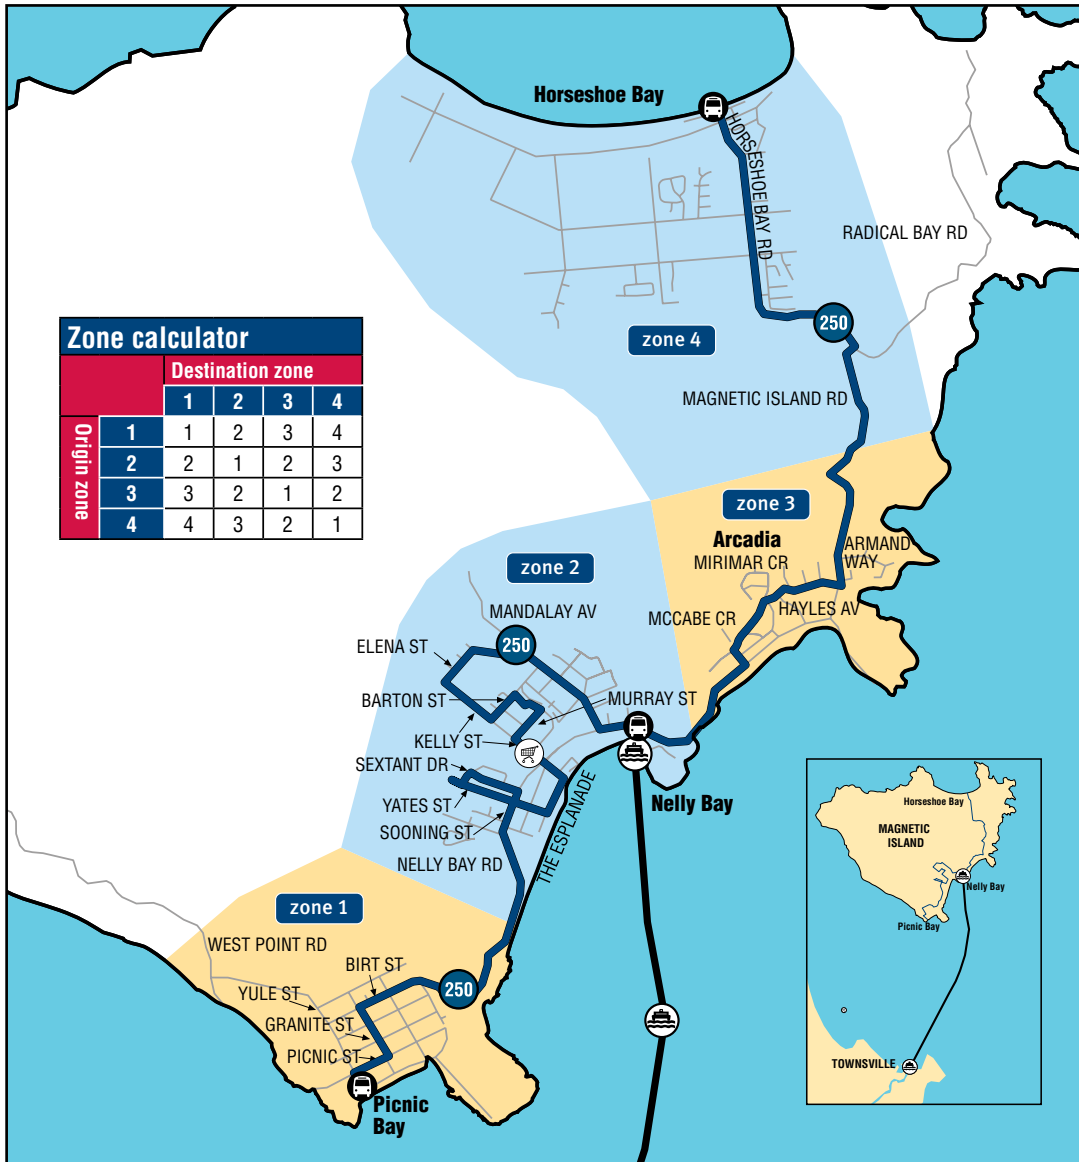 Horseshoe Bay
HORSESHOE BAY RD
RADICAL BAY RD
250
zone 4
MAGNETIC ISLAND RD
Zone calculator
Destination zone
1 2 3 4
Origin zone
1 1 2 3 4
2 2 1 2 3
3 3 2 1 2
4 4 3 2 1
zone 3
Arcadia
MIRIMAR CR
ARMAND
WAY
HAYLES AV
MCCABE CR
zone 2
MANDALAY AV
250
ELENA ST
BARTON ST
MURRAY ST
KELLY ST
SEXTANT DR
YATES ST
SOONING ST
NELLY BAY RD
THE ESPLANADE
Nelly Bay
zone 1
WEST POINT RD
BIRT ST
250
YULE ST
GRANITE ST
PICNIC ST
Picnic
Bay
Horseshoe Bay
MAGNETIC
ISLAND
Nelly Bay
Picnic Bay
TOWNSVILLE